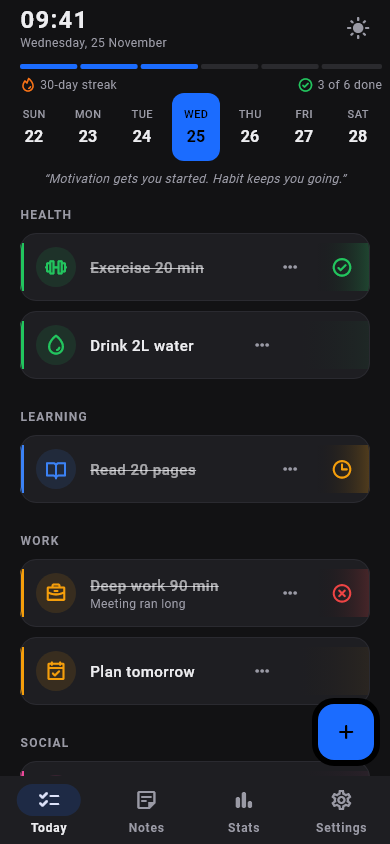 09:41
Wednesday, 25 November
30-day streak
3 of 6 done
SUN MON TUE WED THU FRI SAT
22 23 24 25 26 27 28
“Motivation gets you started. Habit keeps you going.”
HEALTH
Exercise 20 min
Drink 2L water
LEARNING
Read 20 pages
WORK
Deep work 90 min
Meeting ran long
Plan tomorrow
SOCIAL
Today Notes Stats Settings